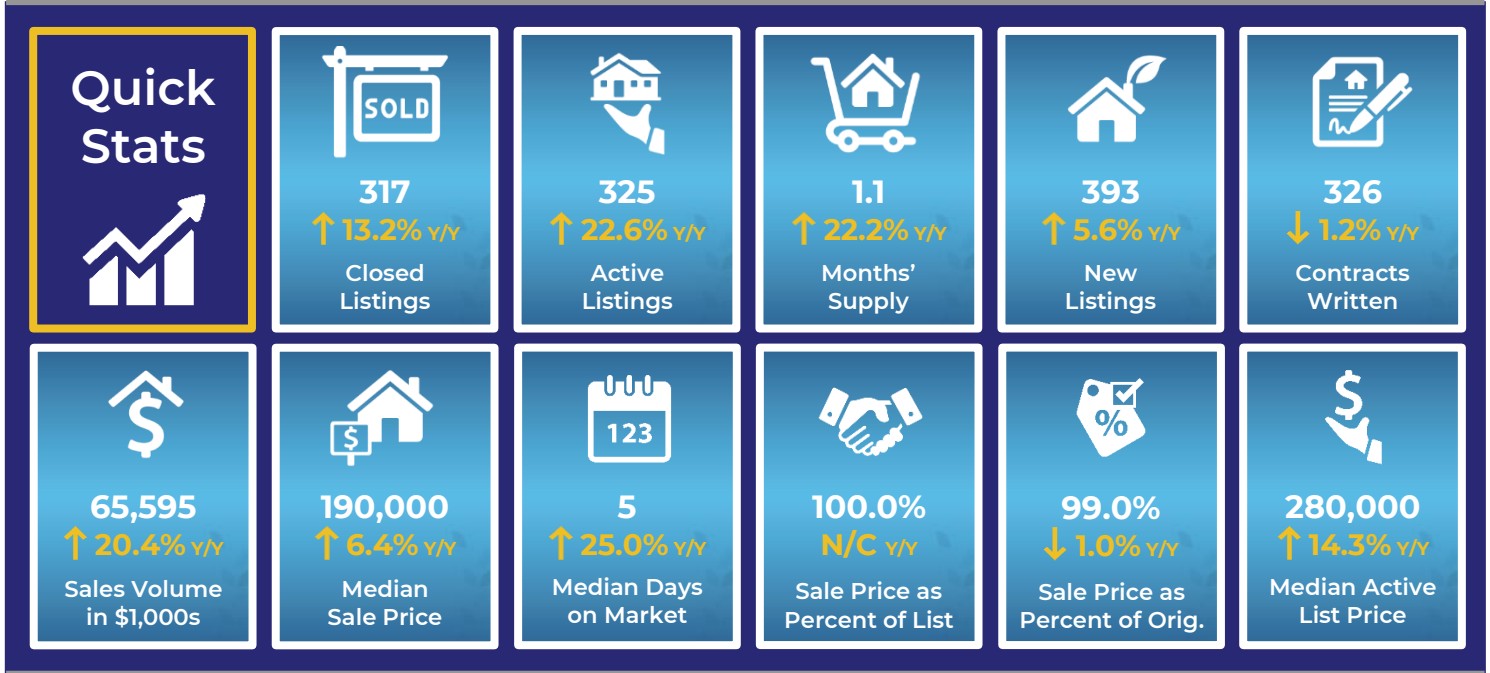 Quick
Stats
SOLD
317
↑ 13.2% Y/Y
Closed
Listings
325
↑ 22.6% Y/Y
Active
Listings
1.1
↑ 22.2% Y/Y
Months’
Supply
393
↑ 5.6% Y/Y
New
Listings
326
↓ 1.2% Y/Y
Contracts
Written
$
65,595
↑ 20.4% Y/Y
Sales Volume
in $1,000s
$
190,000
↑ 6.4% Y/Y
Median
Sale Price
123
5
↑ 25.0% Y/Y
Median Days
on Market
100.0%
N/C Y/Y
Sale Price as
Percent of List
%
99.0%
↓ 1.0% Y/Y
Sale Price as
Percent of Orig.
$
280,000
↑ 14.3% Y/Y
Median Active
List Price